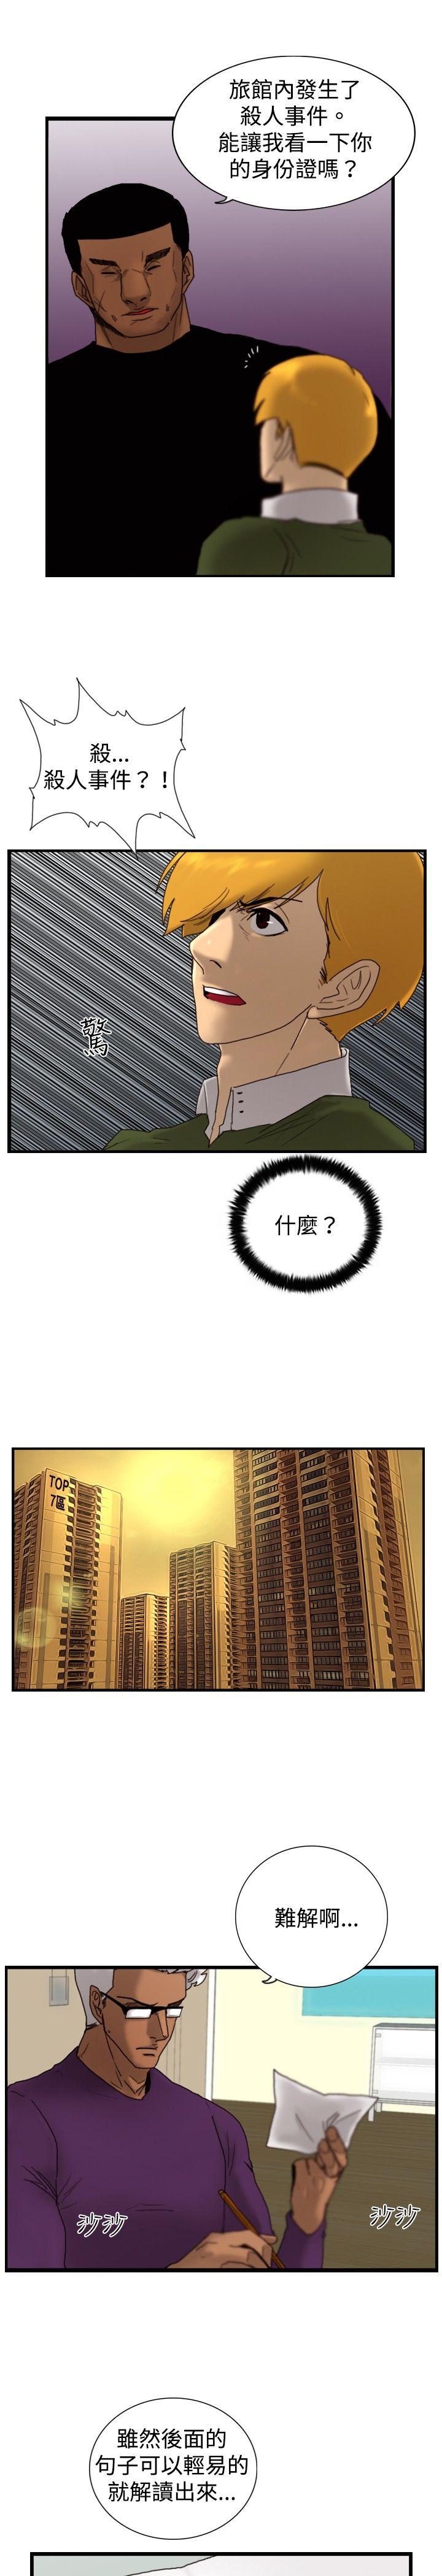 旅館內發生了
殺人事件。
能讓我看一下你
的身份證嗎？
殺...
殺人事件？！
驚
什麼？
TOP
7區
難解啊...
沙沙
沙沙
雖然後面的
句子可以輕易的
就解讀出來...